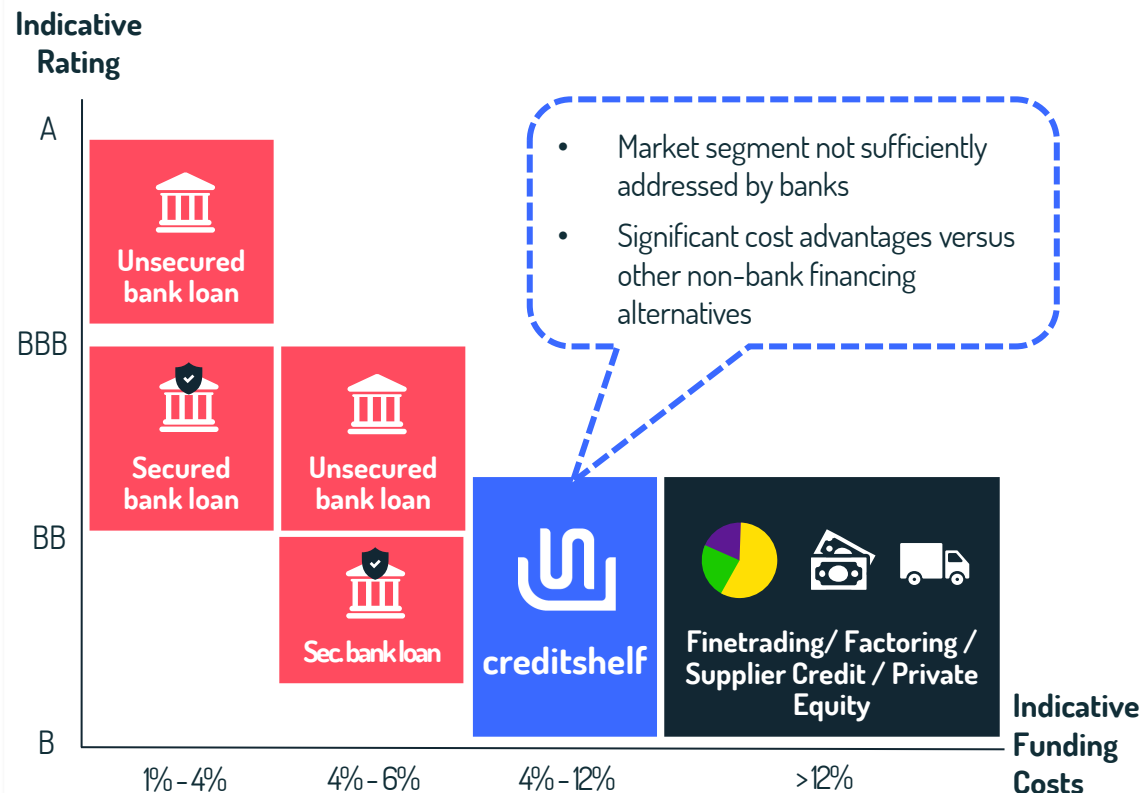 Indicative
Rating
A
BBB
BB
B
Unsecured
bank loan
Secured
bank loan
Unsecured
bank loan
Sec. bank loan
• Market segment not sufficiently
addressed by banks
• Significant cost advantages versus
other non-bank financing
alternatives
creditshelf
Finetrading/ Factoring /
Supplier Credit / Private
Equity
Indicative
Funding
Costs
1% - 4%
4% - 6%
4% - 12%
>12%